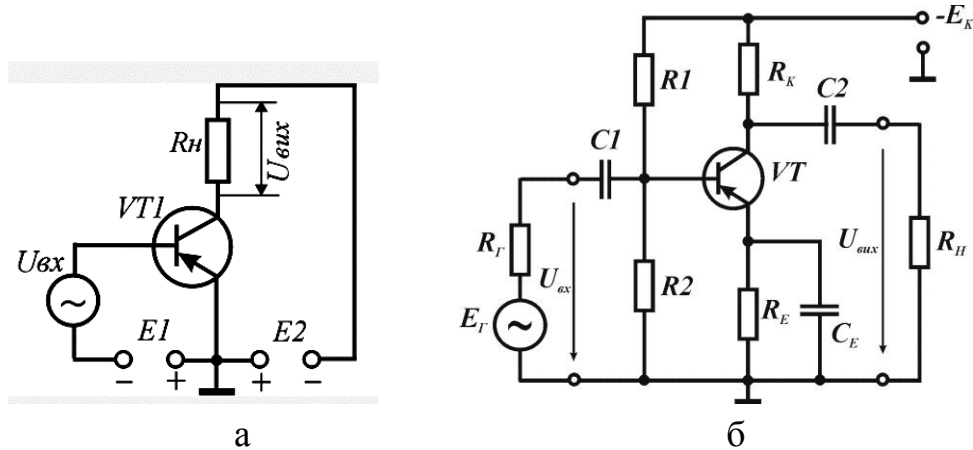 Rн
Uвих
VT1
Uвх
E1
E2
−
+
+
−
а
-EК
R1
RК
C2
C1
VT
RГ
Uвх
R2
Uвих
RН
EГ
RЕ
CЕ
б